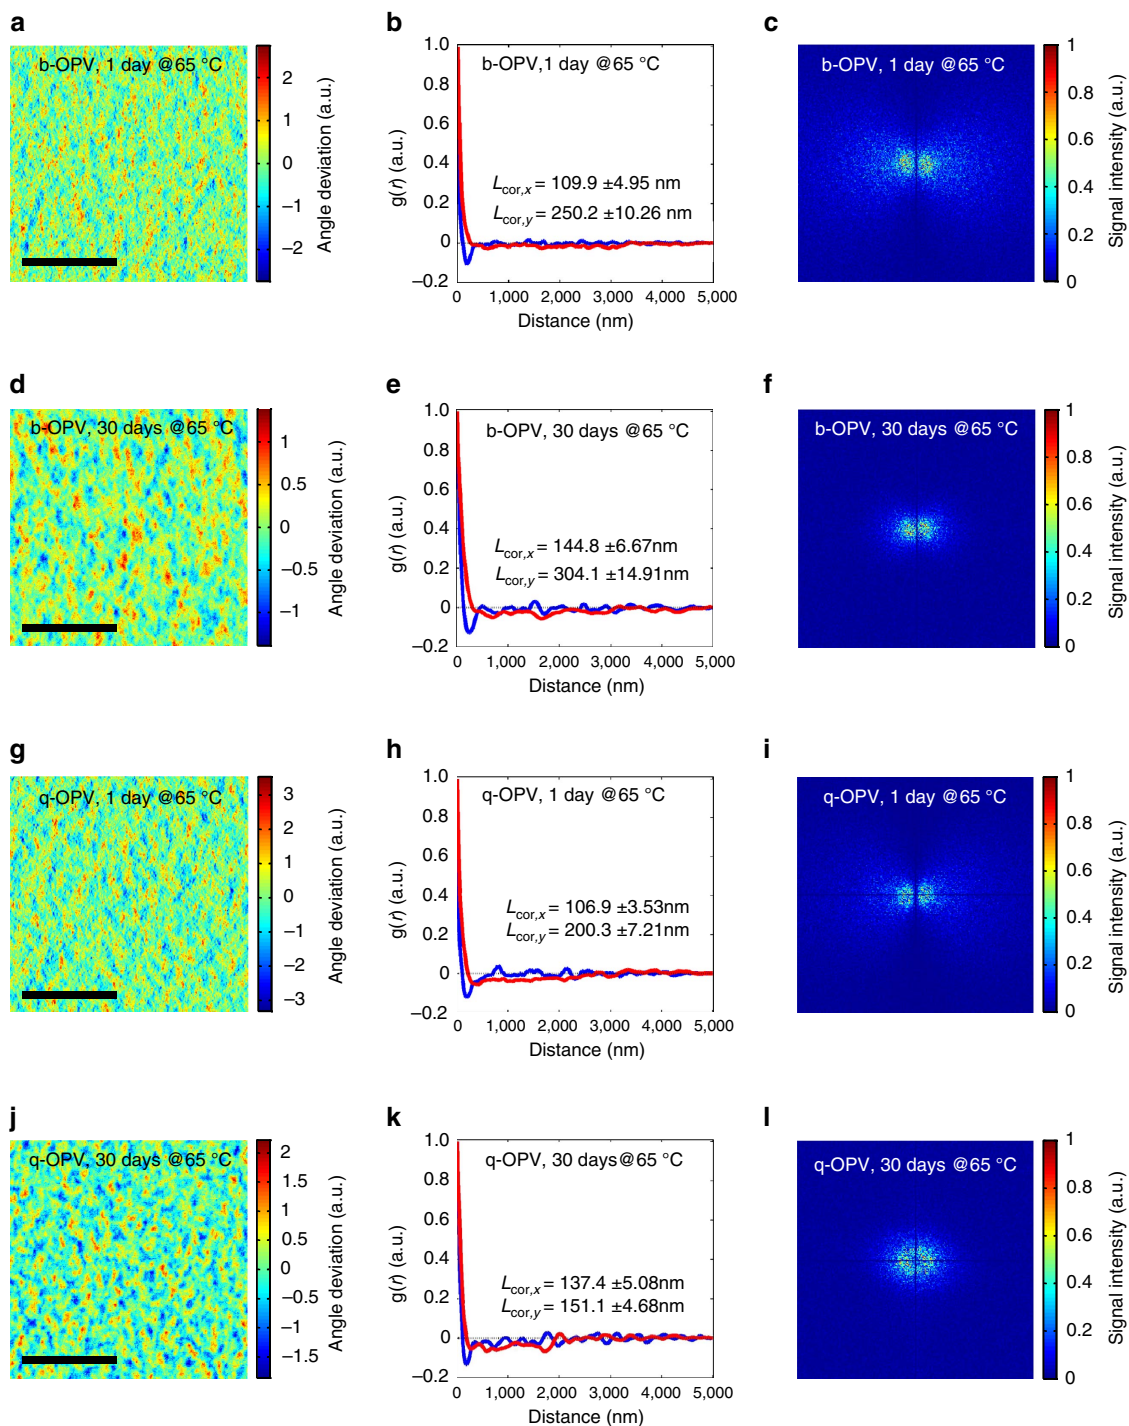 a
b-OPV, 1 day @65 °C
2
1
0
−1
−2
Angle deviation (a.u.)
b
1.0
0.8
0.6
0.4
0.2
0
−0.2
g(r) (a.u.)
b-OPV,1 day @65 °C
Lcor,x = 109.9 ±4.95 nm
Lcor,y = 250.2 ±10.26 nm
0 1,000 2,000 3,000 4,000 5,000
Distance (nm)
c
b-OPV, 1 day @65 °C
1
0.8
0.6
0.4
0.2
0
Signal intensity (a.u.)
d
b-OPV, 30 days @65 °C
1
0.5
0
−0.5
−1
Angle deviation (a.u.)
e
1.0
0.8
0.6
0.4
0.2
0
−0.2
g(r) (a.u.)
b-OPV, 30 days @65 °C
Lcor,x = 144.8 ±6.67nm
Lcor,y = 304.1 ±14.91nm
0 1,000 2,000 3,000 4,000 5,000
Distance (nm)
f
b-OPV, 30 days @65 °C
1
0.8
0.6
0.4
0.2
0
Signal intensity (a.u.)
g
q-OPV, 1 day @65 °C
3
2
1
0
−1
−2
−3
Angle deviation (a.u.)
h
1.0
0.8
0.6
0.4
0.2
0
−0.2
g(r) (a.u.)
q-OPV, 1 day @65 °C
Lcor,x = 106.9 ±3.53nm
Lcor,y = 200.3 ±7.21nm
0 1,000 2,000 3,000 4,000 5,000
Distance (nm)
i
q-OPV, 1 day @65 °C
1
0.8
0.6
0.4
0.2
0
Signal intensity (a.u.)
j
q-OPV, 30 days @65 °C
2
1.5
1
0.5
0
−0.5
−1
−1.5
Angle deviation (a.u.)
k
1.0
0.8
0.6
0.4
0.2
0
−0.2
g(r) (a.u.)
q-OPV, 30 days@65 °C
Lcor,x = 137.4 ±5.08nm
Lcor,y = 151.1 ±4.68nm
0 1,000 2,000 3,000 4,000 5,000
Distance (nm)
l
q-OPV, 30 days @65 °C
1
0.8
0.6
0.4
0.2
0
Signal intensity (a.u.)